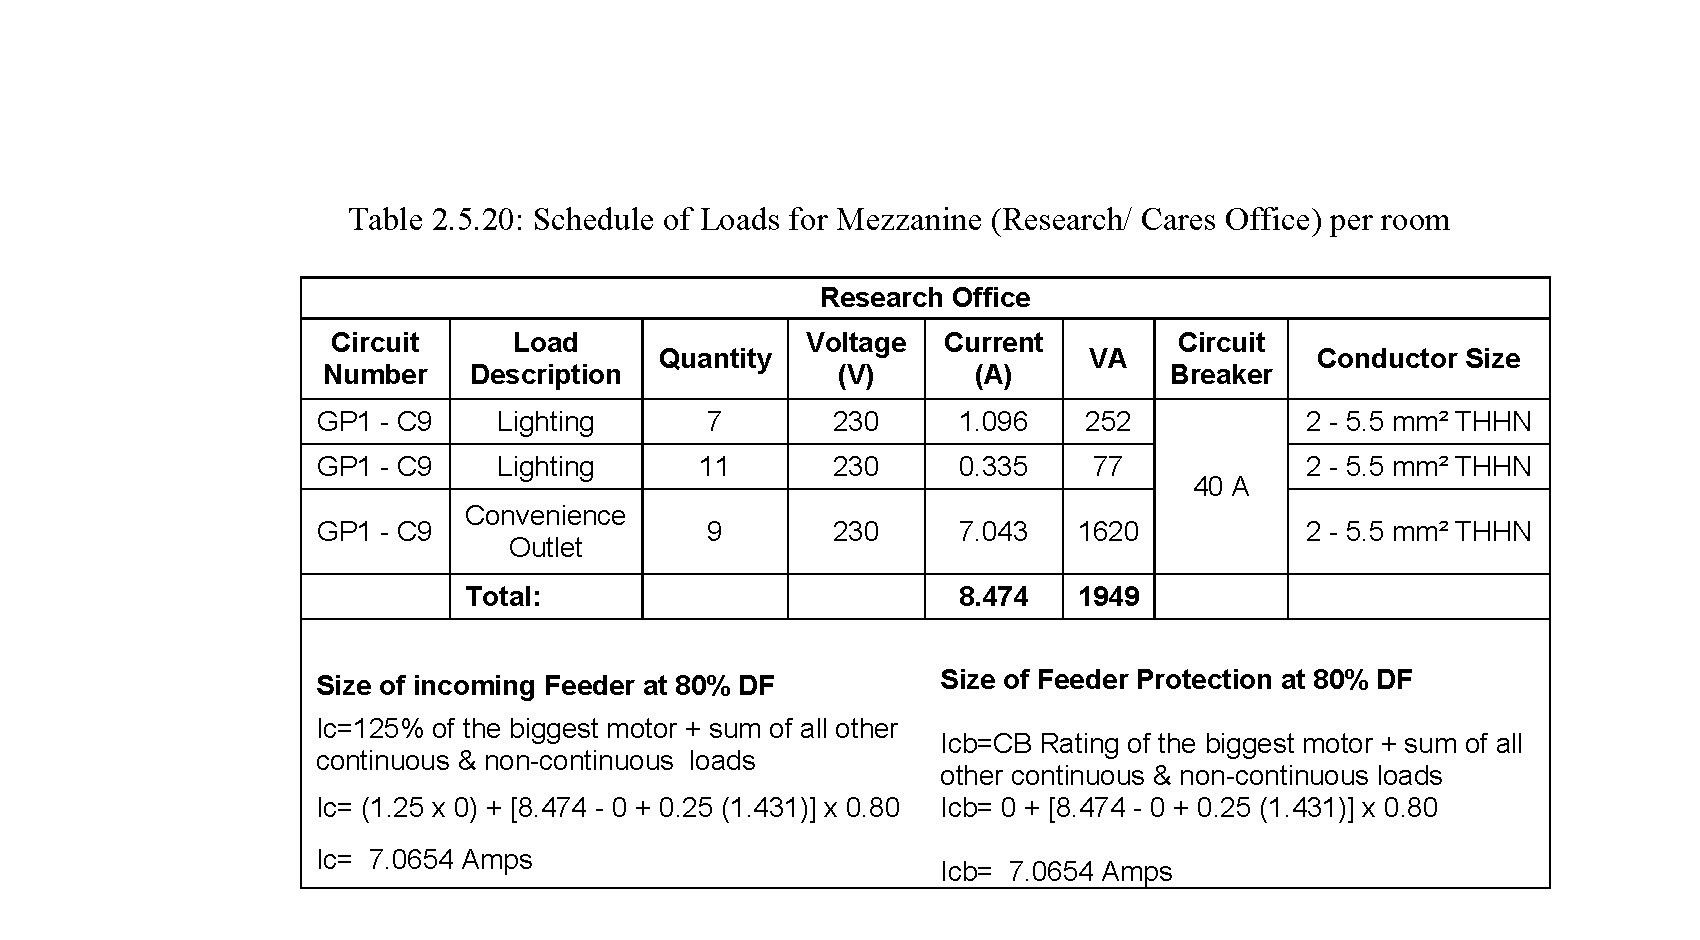 Table 2.5.20: Schedule of Loads for Mezzanine (Research/ Cares Office) per room
Research Office
Circuit Number Load Description Quantity Voltage (V) Current (A) VA Circuit Breaker Conductor Size
GP1 - C9 Lighting 7 230 1.096 252 40 A 2 - 5.5 mm² THHN
GP1 - C9 Lighting 11 230 0.335 77 2 - 5.5 mm² THHN
GP1 - C9 Convenience Outlet 9 230 7.043 1620 2 - 5.5 mm² THHN
Total: 8.474 1949
Size of incoming Feeder at 80% DF
Ic=125% of the biggest motor + sum of all other
continuous & non-continuous loads
Ic= (1.25 x 0) + [8.474 - 0 + 0.25 (1.431)] x 0.80
Ic= 7.0654 Amps
Size of Feeder Protection at 80% DF
Icb=CB Rating of the biggest motor + sum of all
other continuous & non-continuous loads
Icb= 0 + [8.474 - 0 + 0.25 (1.431)] x 0.80
Icb= 7.0654 Amps